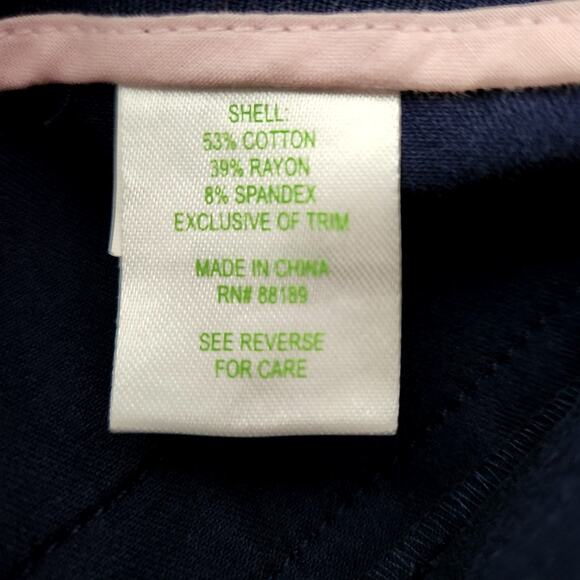 SHELL:
53% COTTON
39% RAYON
8% SPANDEX
EXCLUSIVE OF TRIM
MADE IN CHINA
RN# 88189
SEE REVERSE
FOR CARE